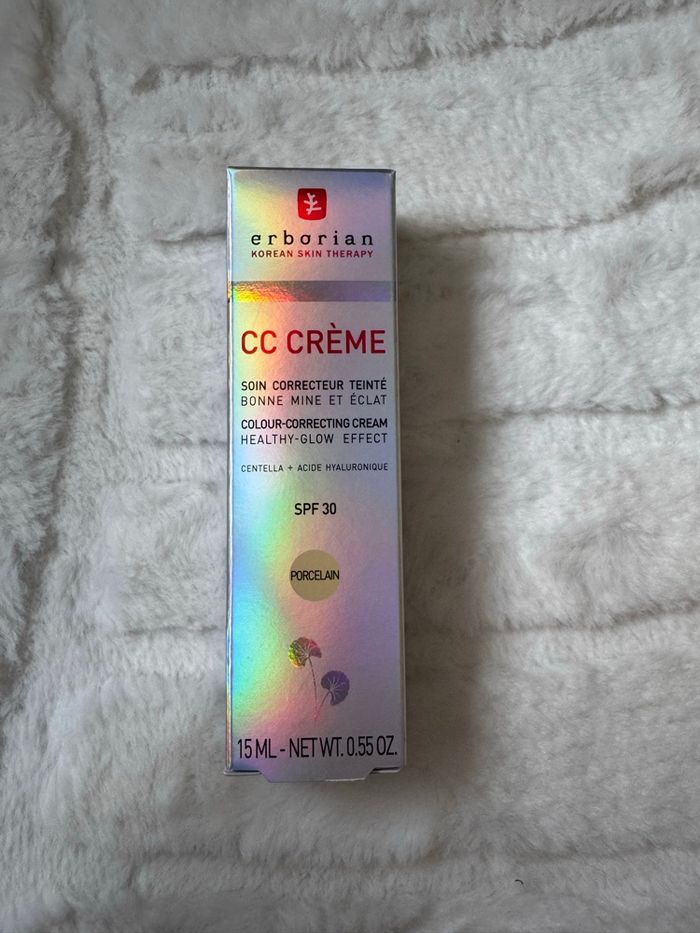 erborian
KOREAN SKIN THERAPY
CC CRÈME
SOIN CORRECTEUR TEINTÉ
BONNE MINE ET ÉCLAT
COLOUR-CORRECTING CREAM
HEALTHY-GLOW EFFECT
CENTELLA + ACIDE HYALURONIQUE
SPF 30
PORCELAIN
15 ML - NET WT. 0.55 OZ.